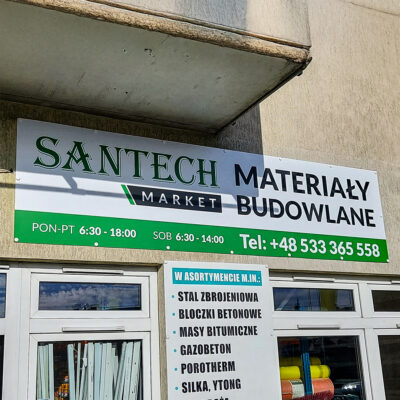 SANTECH
MARKET
MATERIAŁY
BUDOWLANE
PON-PT 6:30 - 18:00 SOB 6:30 - 14:00 Tel: +48 533 365 558
W ASORTYMENCIE M.IN.:
• STAL ZBROJENIOWA
• BLOCZKI BETONOWE
• MASY BITUMICZNE
• GAZOBETON
• POROTHERM
• SILKA, YTONG